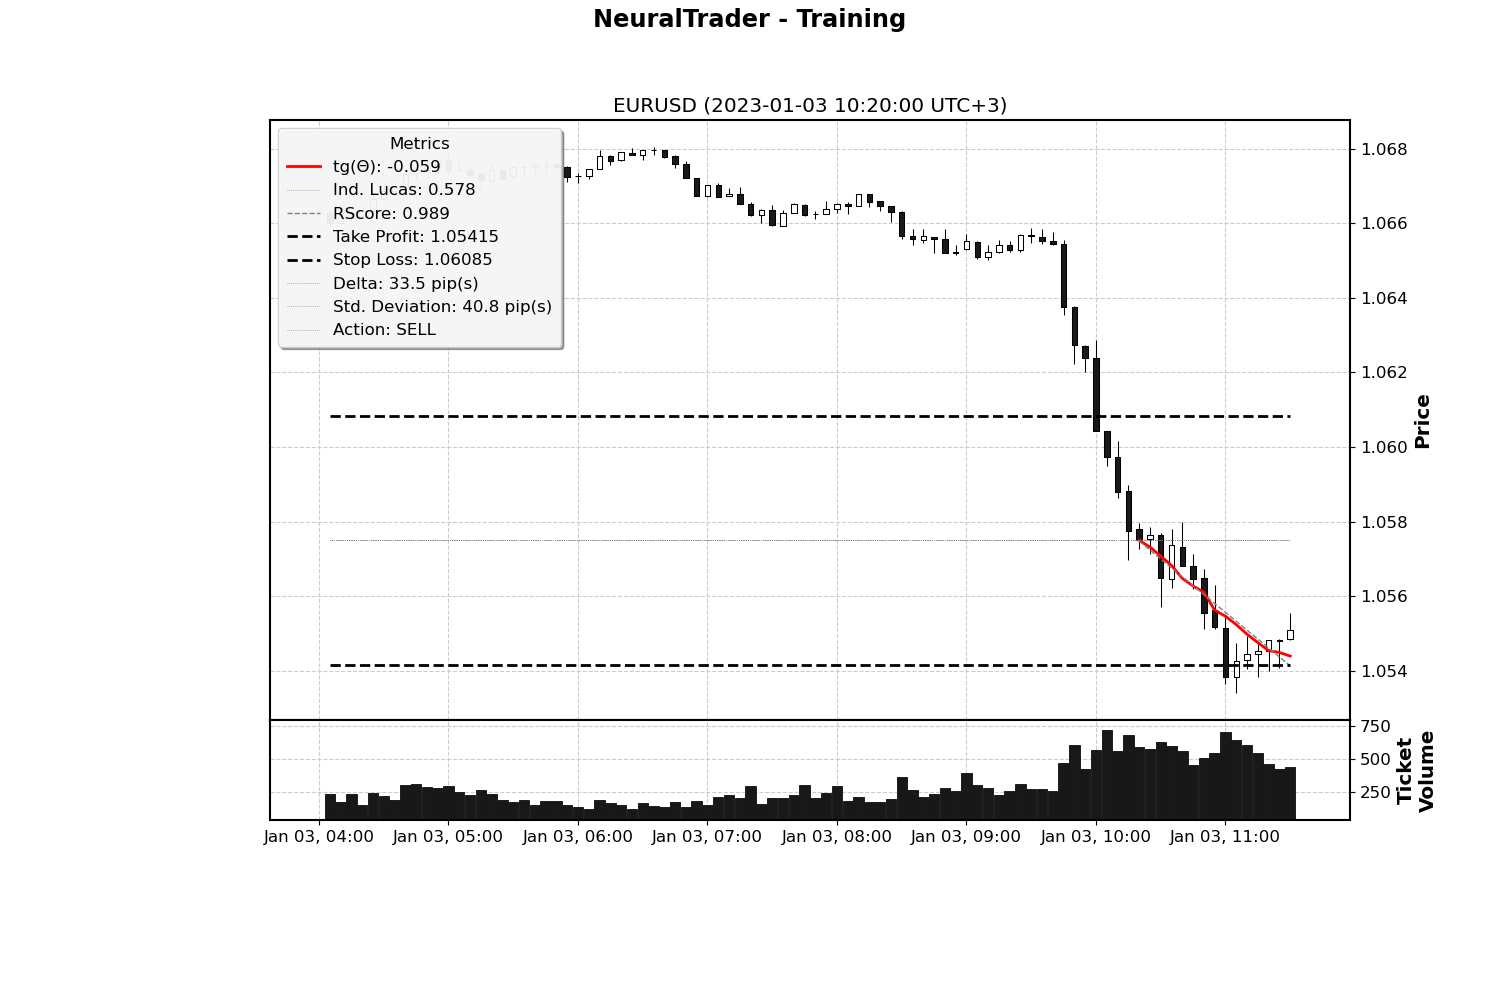 NeuralTrader - Training
EURUSD (2023-01-03 10:20:00 UTC+3)
Metrics
tg(Θ): -0.059
Ind. Lucas: 0.578
RScore: 0.989
Take Profit: 1.05415
Stop Loss: 1.06085
Delta: 33.5 pip(s)
Std. Deviation: 40.8 pip(s)
Action: SELL
1.068
1.066
1.064
1.062
1.060
1.058
1.056
1.054
Price
750
500
250
Ticket
Volume
Jan 03, 04:00
Jan 03, 05:00
Jan 03, 06:00
Jan 03, 07:00
Jan 03, 08:00
Jan 03, 09:00
Jan 03, 10:00
Jan 03, 11:00